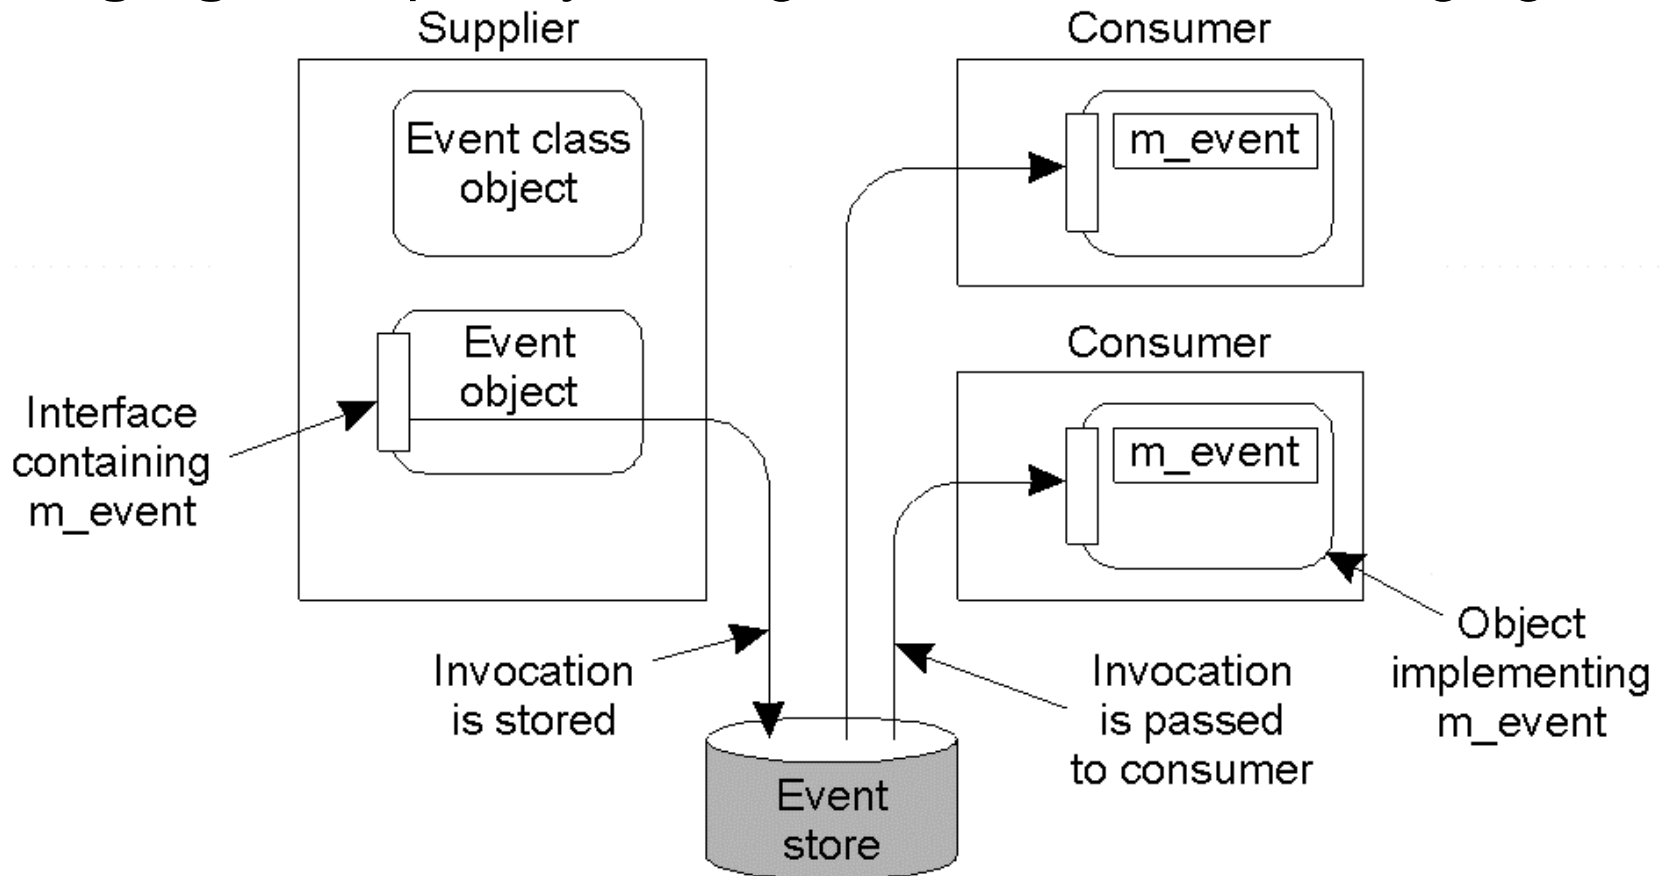 Supplier
Consumer
Event class
object
m_event
Event
object
Consumer
m_event
Interface
containing
m_event
Invocation
is stored
Invocation
is passed
to consumer
Object
implementing
m_event
Event
store